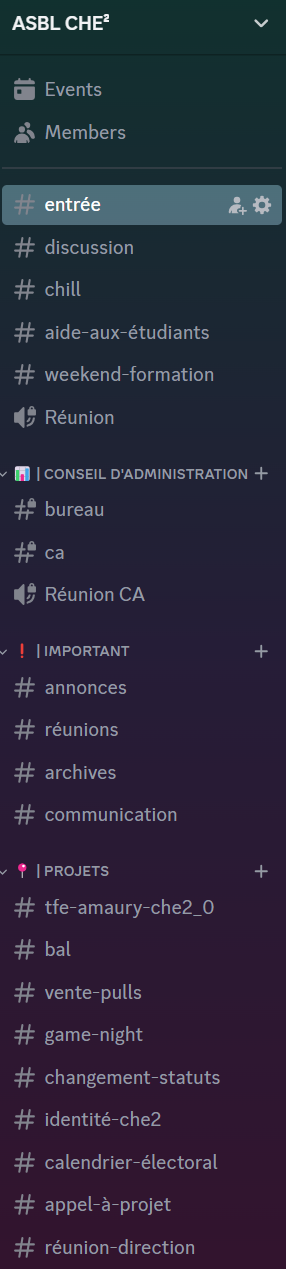 ASBL CHE²
Events
Members
entrée
discussion
chill
aide-aux-étudiants
weekend-formation
Réunion
📊 | CONSEIL D'ADMINISTRATION
bureau
ca
Réunion CA
❗ | IMPORTANT
annonces
réunions
archives
communication
📍 | PROJETS
tfe-amaury-che2_0
bal
vente-pulls
game-night
changement-statuts
identité-che2
calendrier-électoral
appel-à-projet
réunion-direction